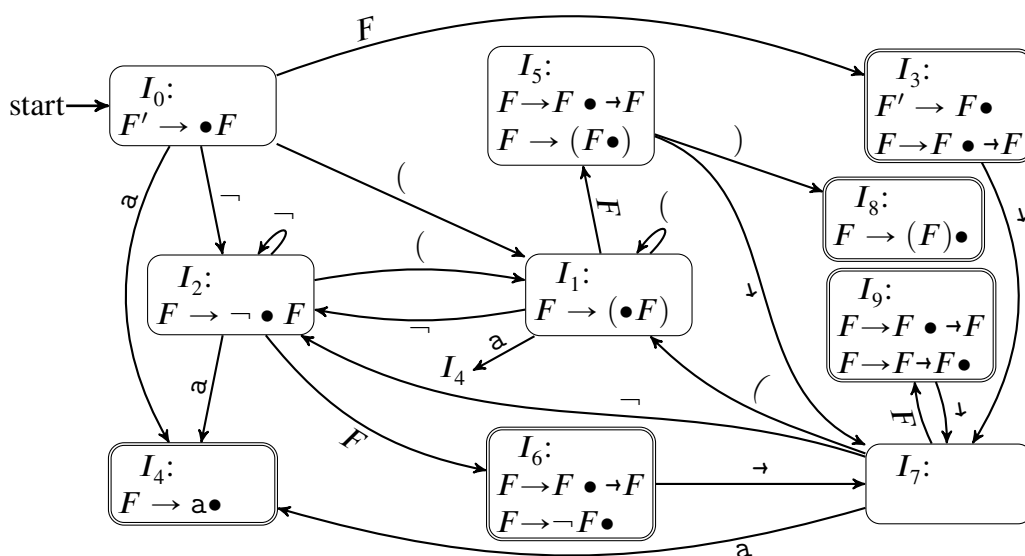 start
I₀:
F′ → •F
I₅:
F→F • →F
F → (F•)
I₃:
F′ → F•
F→F • →F
I₈:
F → (F)•
I₂:
F → ¬ • F
I₁:
F → (•F)
I₉:
F→F • →F
F→F→F•
I₄
I₄:
F → a•
I₆:
F→F • →F
F→¬F•
I₇:
F
a
¬
(
¬
(
¬
a
F
(
F
a
)
→
→
(
¬
F
→
→
a